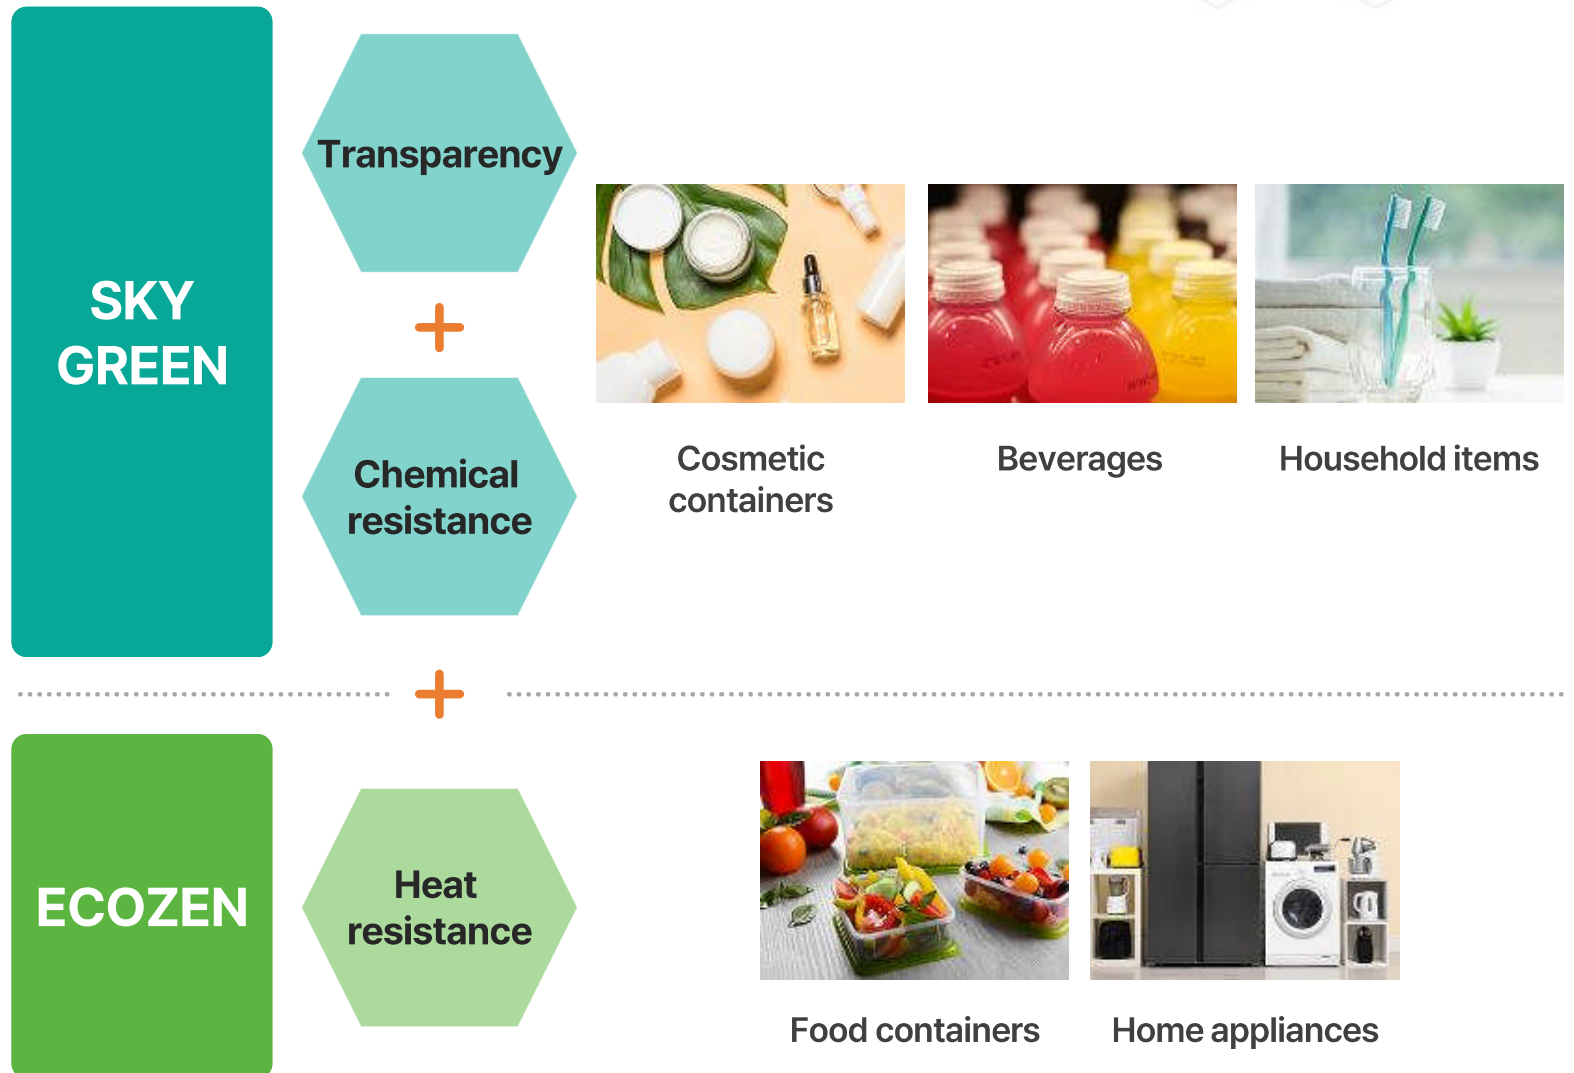 SKY
GREEN
Transparency
Chemical
resistance
Cosmetic
containers
Beverages
Household items
ECOZEN
Heat
resistance
Food containers
Home appliances